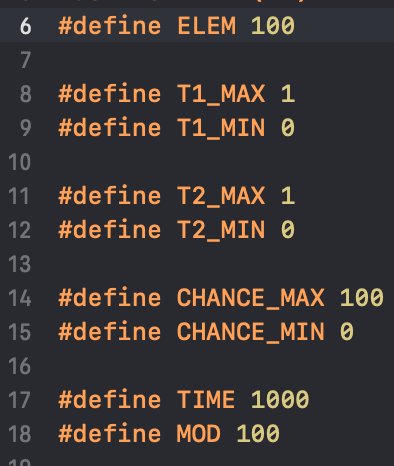 6 #define ELEM 100
7
8 #define T1_MAX 1
9 #define T1_MIN 0
10
11 #define T2_MAX 1
12 #define T2_MIN 0
13
14 #define CHANCE_MAX 100
15 #define CHANCE_MIN 0
16
17 #define TIME 1000
18 #define MOD 100